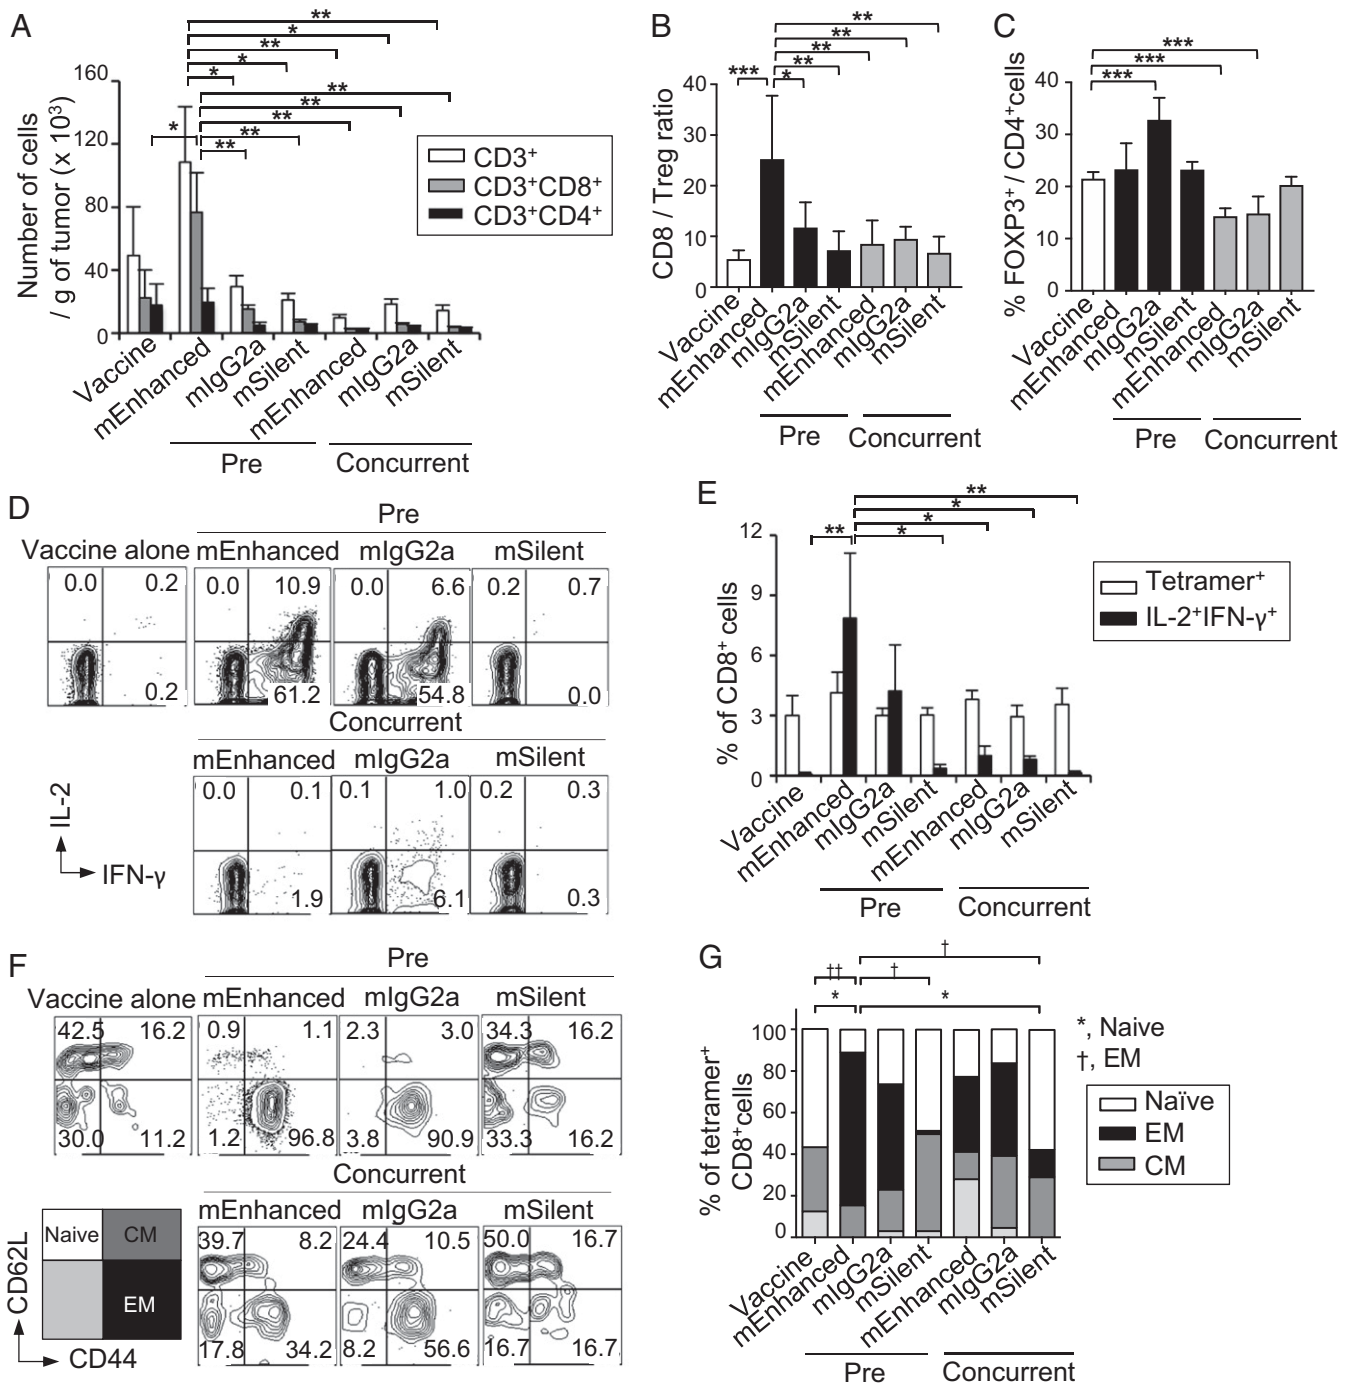 A
Number of cells
/ g of tumor (x 10³)
160
120
80
40
0
**
*
**
*
*
**
**
**
**
**
*
CD3⁺
CD3⁺CD8⁺
CD3⁺CD4⁺
Vaccine
mEnhanced
mIgG2a
mSilent
mEnhanced
mIgG2a
mSilent
Pre
Concurrent
B
CD8 / Treg ratio
40
30
20
10
0
**
**
**
**
***
*
Vaccine
mEnhanced
mIgG2a
mSilent
mEnhanced
mIgG2a
mSilent
Pre
Concurrent
C
% FOXP3⁺ / CD4⁺cells
40
30
20
10
0
***
***
***
Vaccine
mEnhanced
mIgG2a
mSilent
mEnhanced
mIgG2a
mSilent
Pre
Concurrent
D
Pre
Vaccine alone mEnhanced mIgG2a mSilent
0.0 0.2 0.0 10.9 0.0 6.6 0.2 0.7
0.2 61.2 54.8 0.0
Concurrent
mEnhanced mIgG2a mSilent
0.0 0.1 0.1 1.0 0.2 0.3
1.9 6.1 0.3
IL-2
IFN-γ
E
% of CD8⁺ cells
12
9
6
3
0
**
*
*
**
*
Tetramer⁺
IL-2⁺IFN-γ⁺
Vaccine
mEnhanced
mIgG2a
mSilent
mEnhanced
mIgG2a
mSilent
Pre
Concurrent
F
Pre
Vaccine alone mEnhanced mIgG2a mSilent
42.5 16.2 0.9 1.1 2.3 3.0 34.3 16.2
30.0 11.2 1.2 96.8 3.8 90.9 33.3 16.2
Concurrent
mEnhanced mIgG2a mSilent
39.7 8.2 24.4 10.5 50.0 16.7
17.8 34.2 8.2 56.6 16.7 16.7
Naive CM
EM
CD62L
CD44
G
% of tetramer⁺
CD8⁺cells
100
80
60
40
20
0
†
†† †
* *
*, Naive
†, EM
Naïve
EM
CM
Vaccine
mEnhanced
mIgG2a
mSilent
mEnhanced
mIgG2a
mSilent
Pre
Concurrent